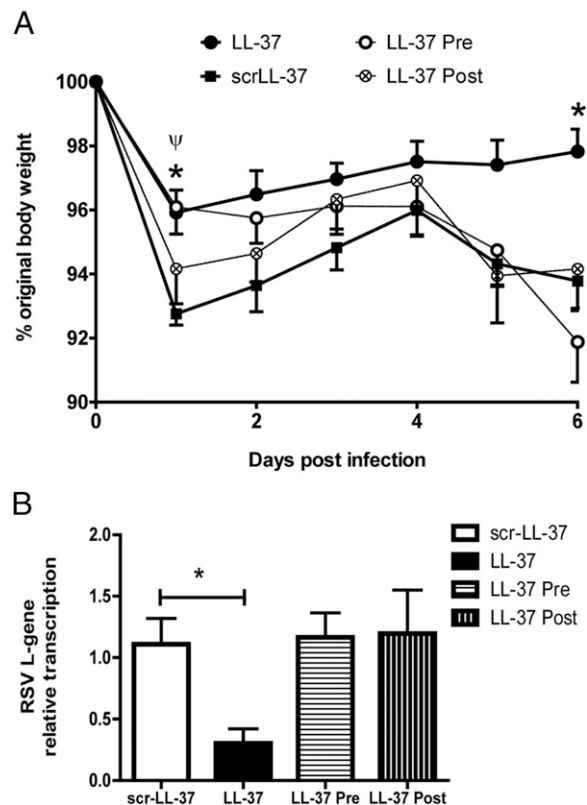 A
LL-37
LL-37 Pre
scrLL-37
LL-37 Post
% original body weight
100
98
96
94
92
90
ψ
*
*
0
2
4
6
Days post infection
B
RSV L-gene
relative transcription
2.0
1.5
1.0
0.5
0.0
*
scr-LL-37
LL-37
LL-37 Pre
LL-37 Post
scr-LL-37
LL-37
LL-37 Pre
LL-37 Post